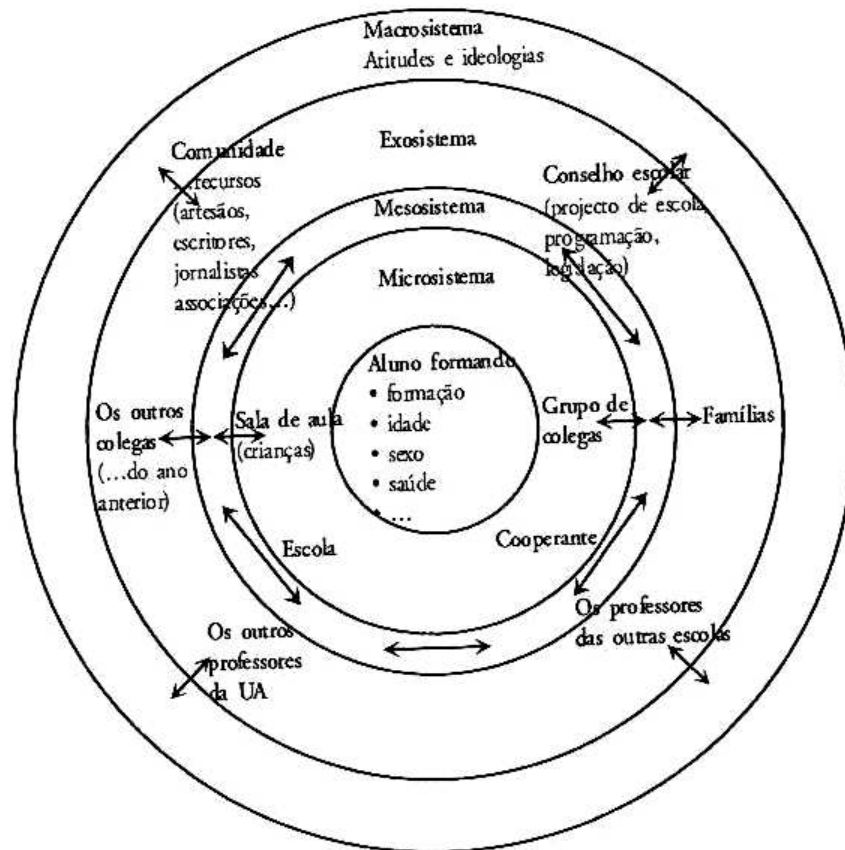 Macrosistema
Atitudes e ideologias
Exosistema
Comunidade
...recursos
(artesãos,
escritores,
jornalistas
associações...)
Conselho escolar
(projecto de escola,
programação,
legislação)
Mesosistema
Microsistema
Aluno formando
• formação
• idade
• sexo
• saúde
• ...
Os outros
colegas
(...do ano
anterior)
Sala de aula
(crianças)
Grupo de
colegas
Famílias
Escola
Cooperante
Os outros
professores
da UA
Os professores
das outras escolas